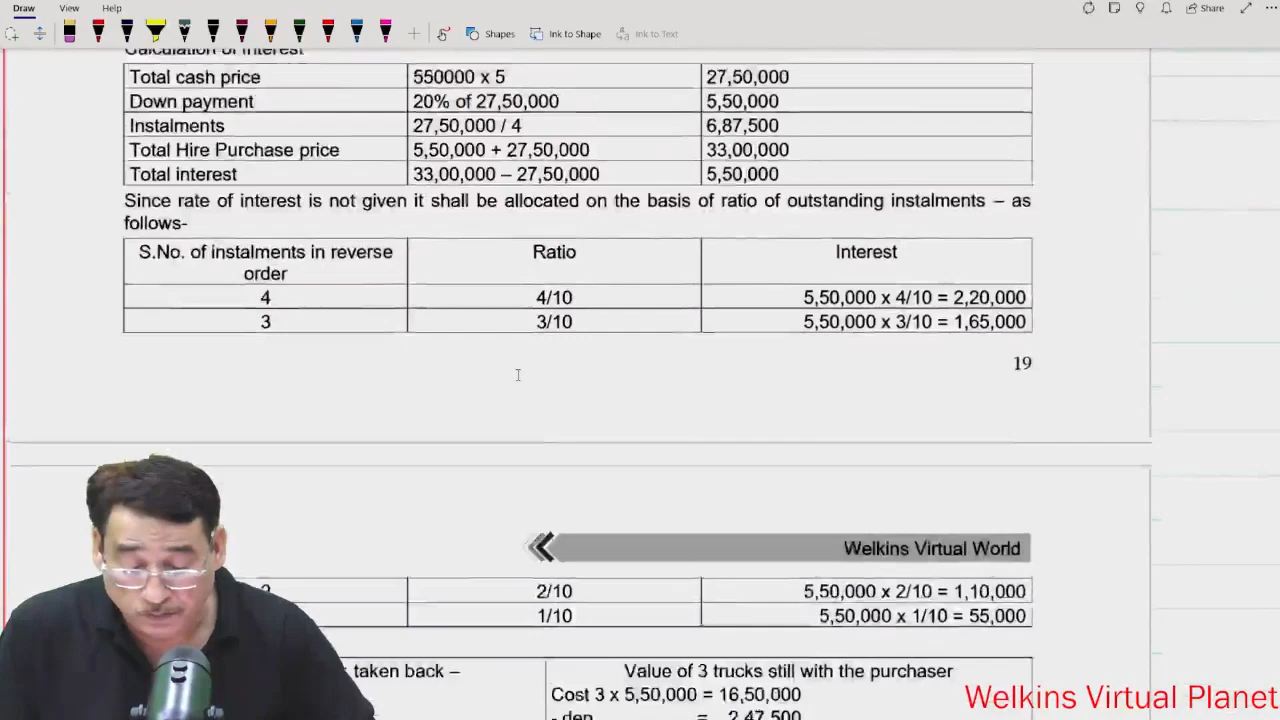 Draw View Help
Share
Shapes Ink to Shape Ink to Text
Calculation of Interest
Total cash price 550000 x 5 27,50,000
Down payment 20% of 27,50,000 5,50,000
Instalments 27,50,000 / 4 6,87,500
Total Hire Purchase price 5,50,000 + 27,50,000 33,00,000
Total interest 33,00,000 – 27,50,000 5,50,000
Since rate of interest is not given it shall be allocated on the basis of ratio of outstanding instalments – as
follows-
S.No. of instalments in reverse order Ratio Interest
4 4/10 5,50,000 x 4/10 = 2,20,000
3 3/10 5,50,000 x 3/10 = 1,65,000
19
Welkins Virtual World
2/10 5,50,000 x 2/10 = 1,10,000
1/10 5,50,000 x 1/10 = 55,000
taken back – Value of 3 trucks still with the purchaser
Cost 3 x 5,50,000 = 16,50,000
- dep = 2,47,500
Welkins Virtual Planet